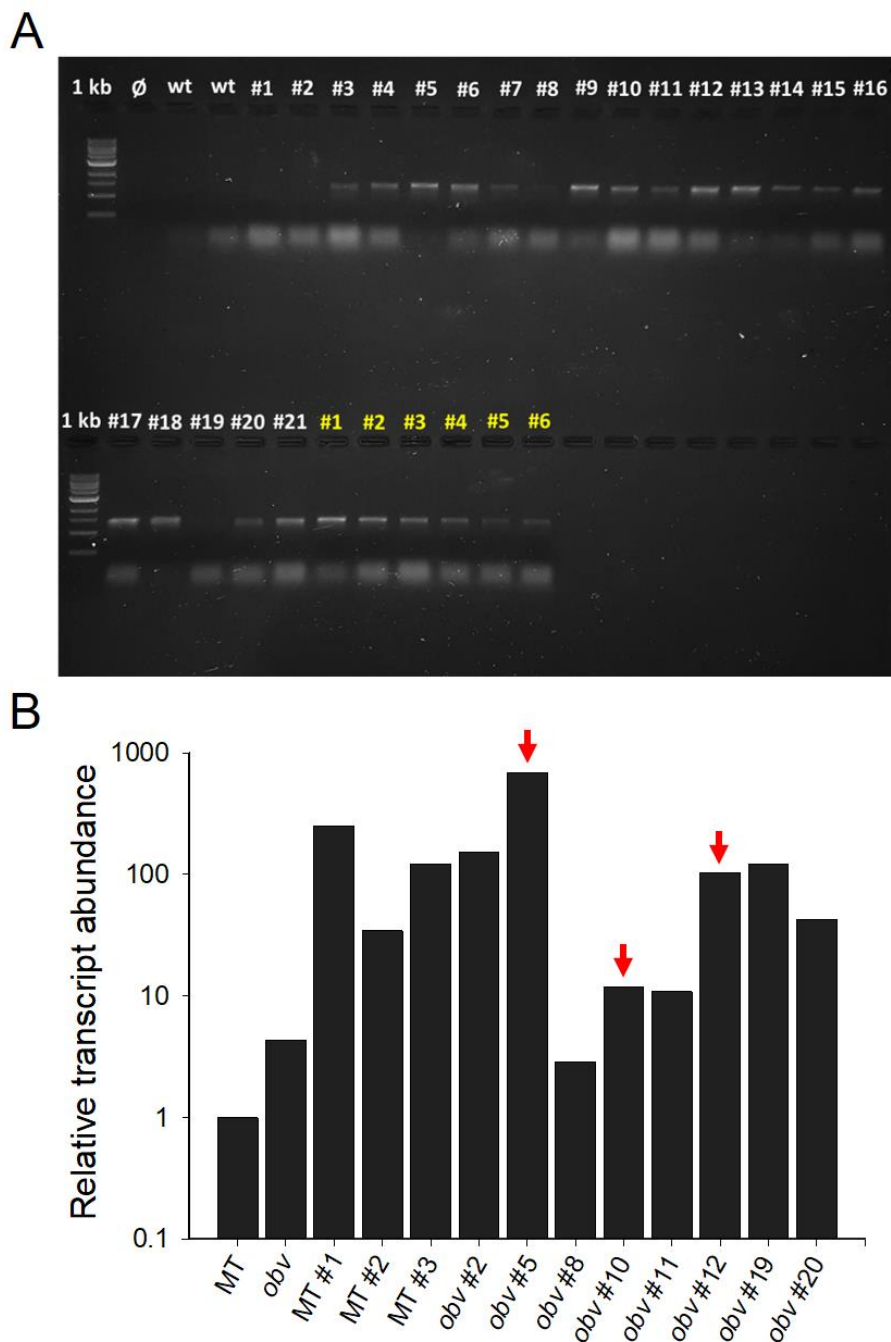 A
1 kb Ø wt wt #1 #2 #3 #4 #5 #6 #7 #8 #9 #10 #11 #12 #13 #14 #15 #16
1 kb #17 #18 #19 #20 #21 #1 #2 #3 #4 #5 #6
B
Relative transcript abundance
1000
100
10
1
0.1
MT obv MT #1 MT #2 MT #3 obv #2 obv #5 obv #8 obv #10 obv #11 obv #12 obv #19 obv #20